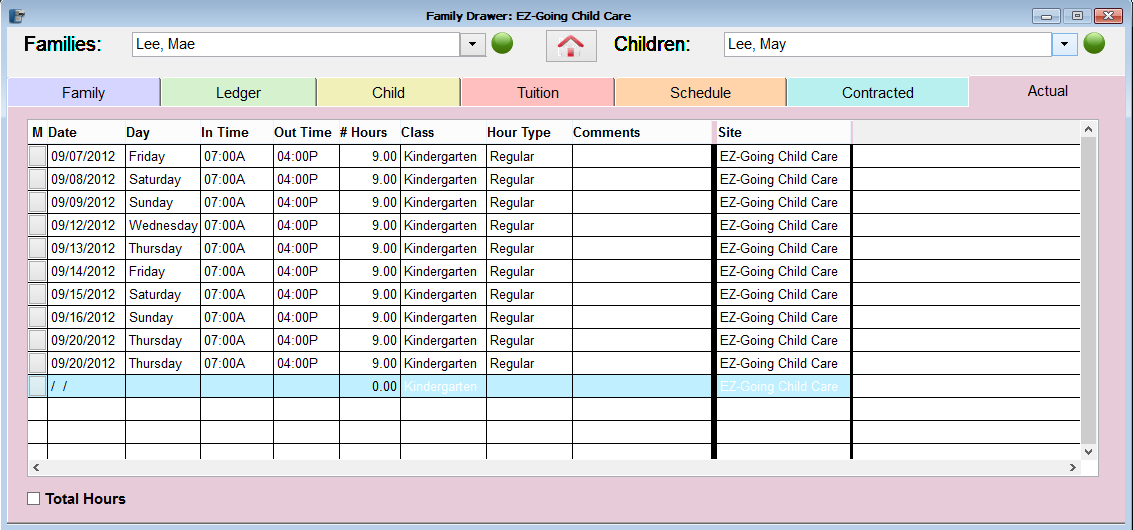 Family Drawer: EZ-Going Child Care
Families: Lee, Mae Children: Lee, May
Family Ledger Child Tuition Schedule Contracted Actual
M Date Day In Time Out Time # Hours Class Hour Type Comments Site
09/07/2012 Friday 07:00A 04:00P 9.00 Kindergarten Regular EZ-Going Child Care
09/08/2012 Saturday 07:00A 04:00P 9.00 Kindergarten Regular EZ-Going Child Care
09/09/2012 Sunday 07:00A 04:00P 9.00 Kindergarten Regular EZ-Going Child Care
09/12/2012 Wednesday 07:00A 04:00P 9.00 Kindergarten Regular EZ-Going Child Care
09/13/2012 Thursday 07:00A 04:00P 9.00 Kindergarten Regular EZ-Going Child Care
09/14/2012 Friday 07:00A 04:00P 9.00 Kindergarten Regular EZ-Going Child Care
09/15/2012 Saturday 07:00A 04:00P 9.00 Kindergarten Regular EZ-Going Child Care
09/16/2012 Sunday 07:00A 04:00P 9.00 Kindergarten Regular EZ-Going Child Care
09/20/2012 Thursday 07:00A 04:00P 9.00 Kindergarten Regular EZ-Going Child Care
09/20/2012 Thursday 07:00A 04:00P 9.00 Kindergarten Regular EZ-Going Child Care
/ / 0.00 Kindergarten EZ-Going Child Care
Total Hours